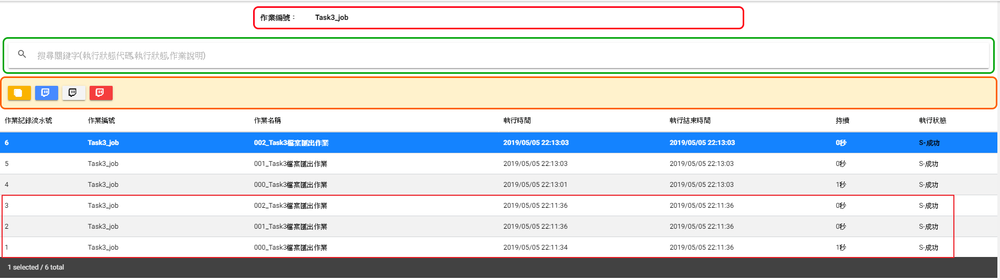 作業編號： Task3_job
搜尋關鍵字(執行狀態代碼,執行狀態,作業說明)
作業紀錄流水號 作業編號 作業名稱 執行時間 執行結束時間 持續 執行狀態
6 Task3_job 002_Task3檔案匯出作業 2019/05/05 22:13:03 2019/05/05 22:13:03 0秒 S-成功
5 Task3_job 001_Task3檔案匯出作業 2019/05/05 22:13:03 2019/05/05 22:13:03 0秒 S-成功
4 Task3_job 000_Task3檔案匯出作業 2019/05/05 22:13:01 2019/05/05 22:13:03 1秒 S-成功
3 Task3_job 002_Task3檔案匯出作業 2019/05/05 22:11:36 2019/05/05 22:11:36 0秒 S-成功
2 Task3_job 001_Task3檔案匯出作業 2019/05/05 22:11:36 2019/05/05 22:11:36 0秒 S-成功
1 Task3_job 000_Task3檔案匯出作業 2019/05/05 22:11:34 2019/05/05 22:11:36 1秒 S-成功
1 selected / 6 total